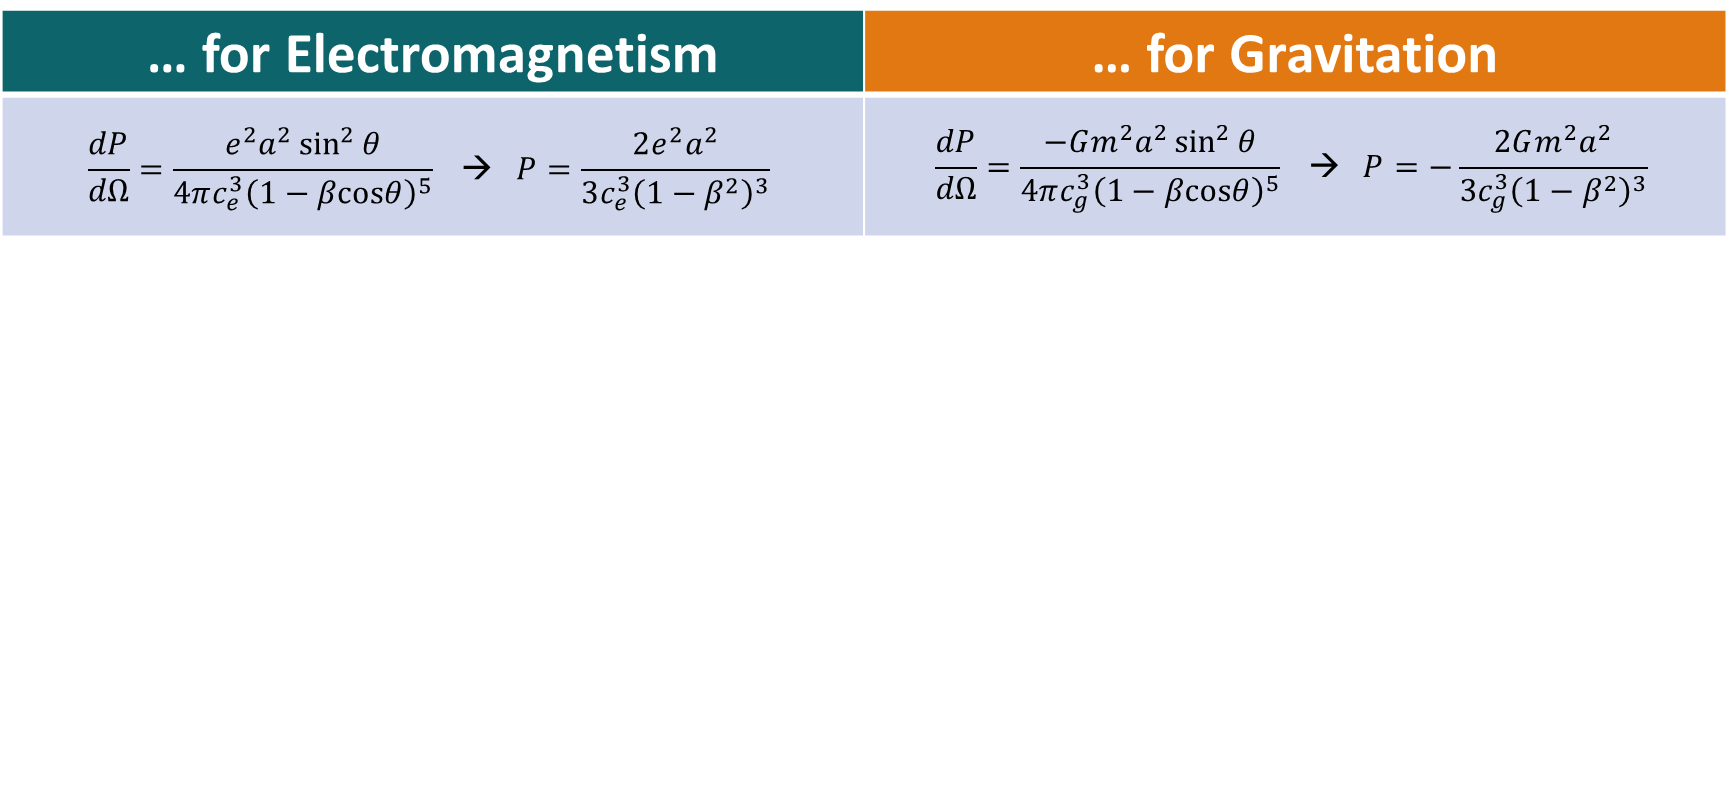 … for Electromagnetism
… for Gravitation
dP/dΩ = e²a² sin² θ / 4πc_e³(1 − βcosθ)⁵ → P = 2e²a² / 3c_e³(1 − β²)³
dP/dΩ = −Gm²a² sin² θ / 4πc_g³(1 − βcosθ)⁵ → P = − 2Gm²a² / 3c_g³(1 − β²)³